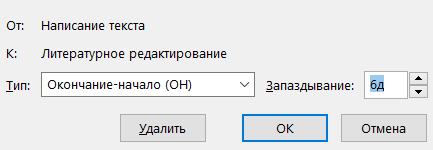 От: Написание текста
К: Литературное редактирование
Тип: Окончание-начало (ОН) Запаздывание: 6д
Удалить ОК Отмена